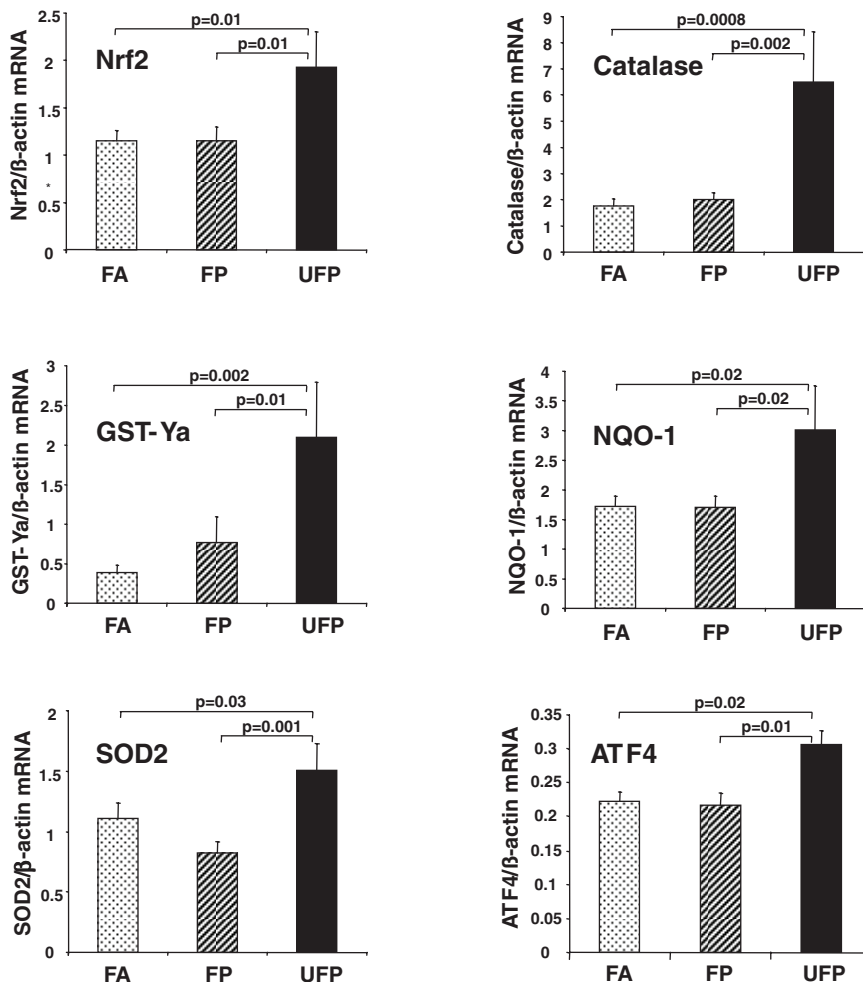 p=0.01
p=0.01
Nrf2
Nrf2/ß-actin mRNA
2.5
2
1.5
1
*
0.5
0
FA FP UFP
p=0.0008
p=0.002
Catalase
Catalase/ß-actin mRNA
9
8
7
6
5
4
3
2
1
0
FA FP UFP
p=0.002
p=0.01
GST-Ya
GST-Ya/ß-actin mRNA
3
2.5
2
1.5
1
0.5
0
FA FP UFP
p=0.02
p=0.02
NQO-1
NQO-1/ß-actin mRNA
4
3.5
3
2.5
2
1.5
1
0.5
0
FA FP UFP
p=0.03
p=0.001
SOD2
SOD2/β-actin mRNA
2
1.5
1
0.5
0
FA FP UFP
p=0.02
p=0.01
ATF4
ATF4/ß-actin mRNA
0.35
0.3
0.25
0.2
0.15
0.1
0.05
0
FA FP UFP